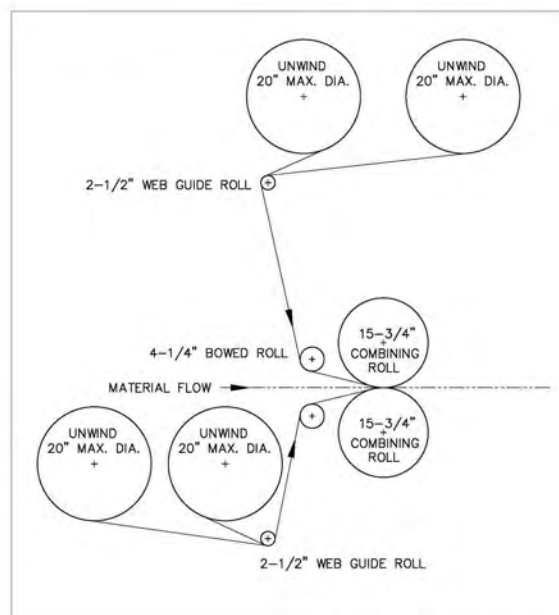 UNWIND
20" MAX. DIA.
UNWIND
20" MAX. DIA.
2-1/2" WEB GUIDE ROLL
15-3/4"
COMBINING
ROLL
4-1/4" BOWED ROLL
MATERIAL FLOW
15-3/4"
COMBINING
ROLL
UNWIND
20" MAX. DIA.
UNWIND
20" MAX. DIA.
2-1/2" WEB GUIDE ROLL